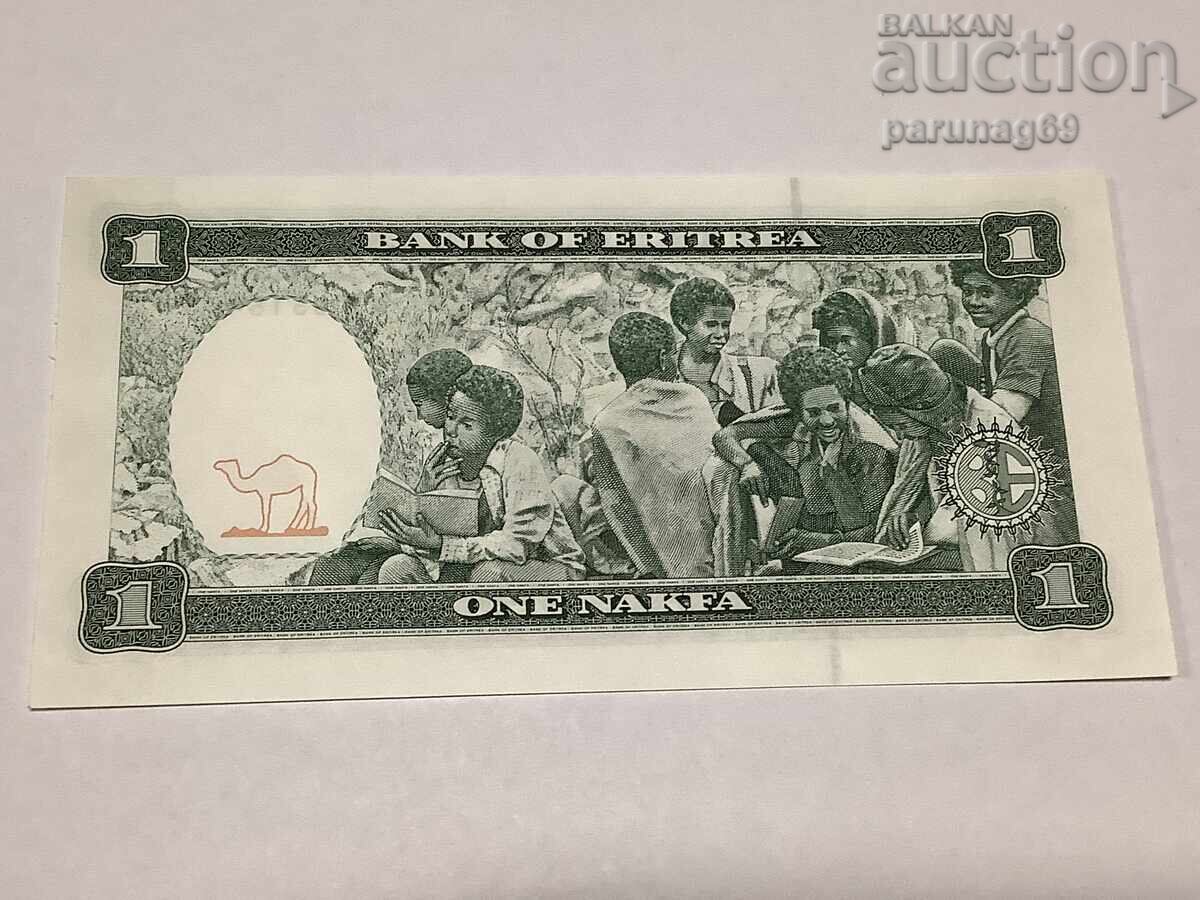 BALKAN
auction
parunag69
1 BANK OF ERITREA 1
1 ONE NAKFA 1